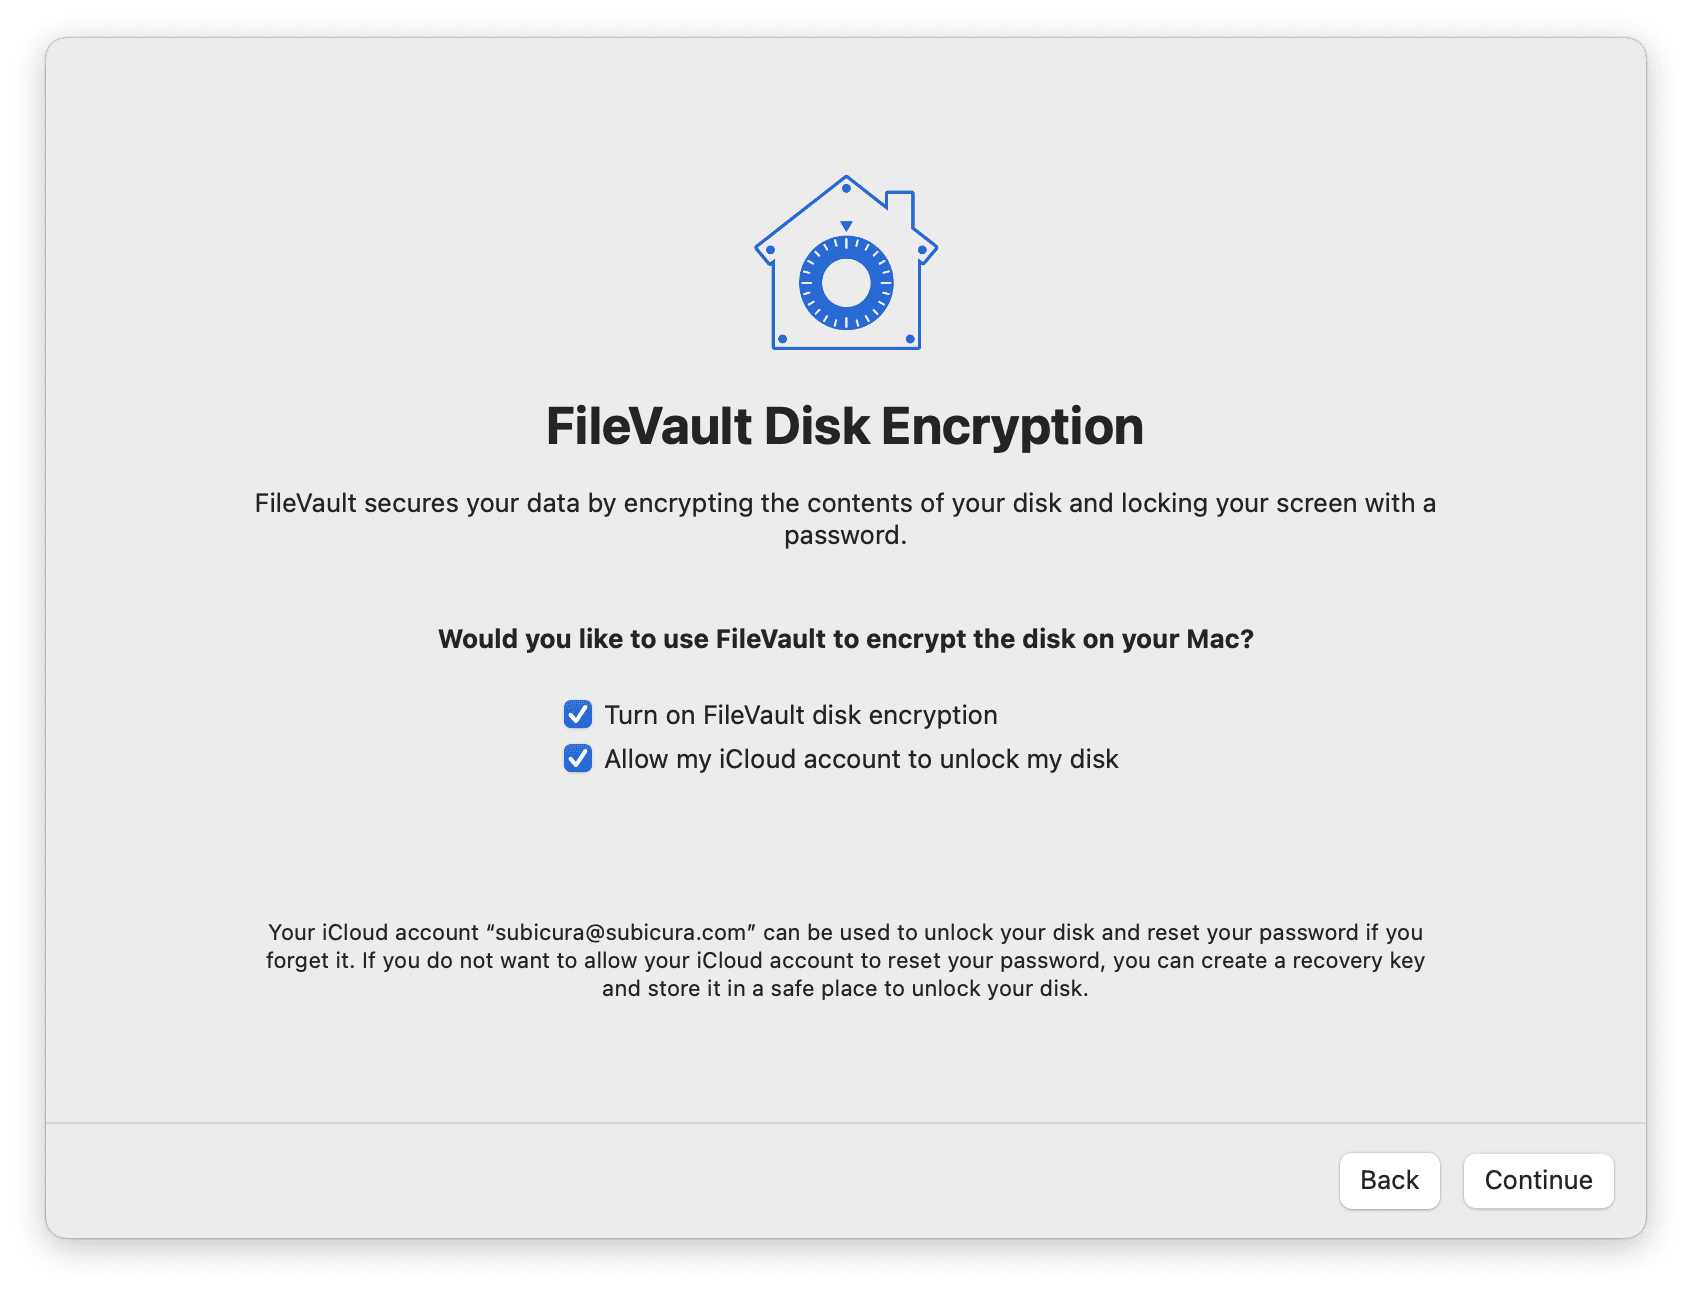 FileVault Disk Encryption
FileVault secures your data by encrypting the contents of your disk and locking your screen with a
password.
Would you like to use FileVault to encrypt the disk on your Mac?
Turn on FileVault disk encryption
Allow my iCloud account to unlock my disk
Your iCloud account “subicura@subicura.com” can be used to unlock your disk and reset your password if you
forget it. If you do not want to allow your iCloud account to reset your password, you can create a recovery key
and store it in a safe place to unlock your disk.
Back
Continue